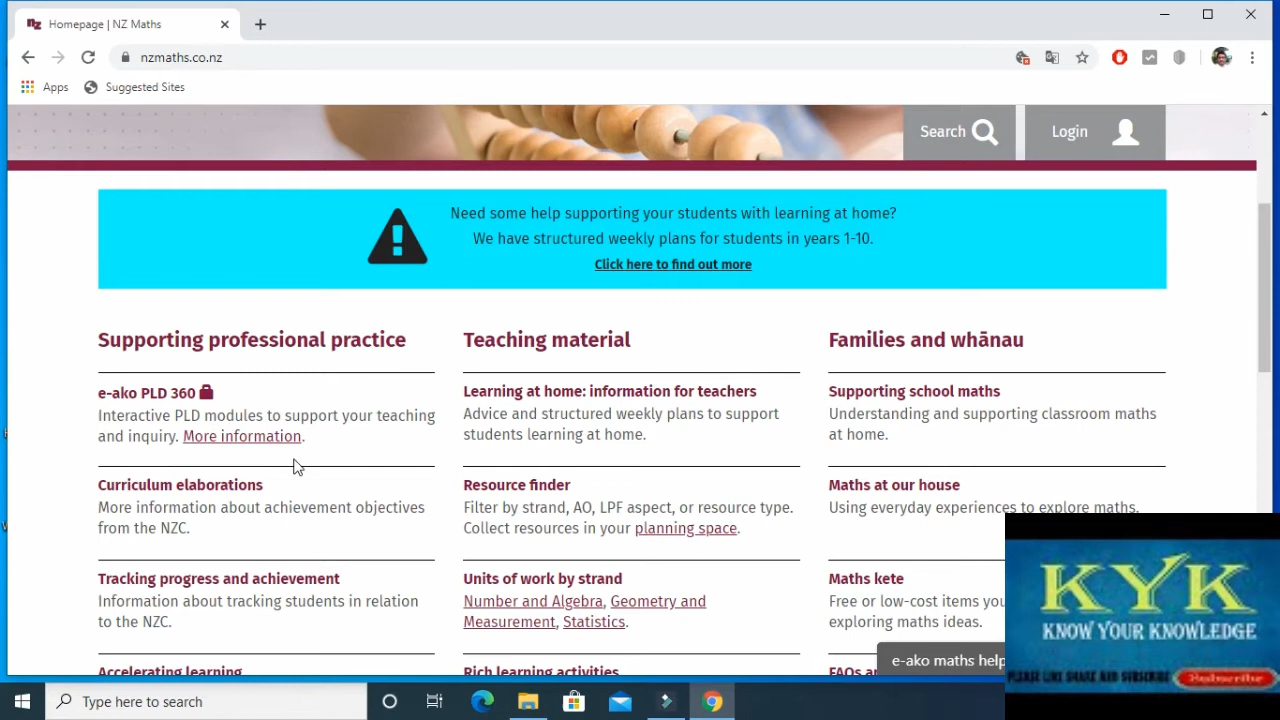 nz Homepage | NZ Maths
nzmaths.co.nz
Apps Suggested Sites
Search Login
Need some help supporting your students with learning at home?
We have structured weekly plans for students in years 1-10.
Click here to find out more
Supporting professional practice
e-ako PLD 360
Interactive PLD modules to support your teaching
and inquiry. More information.
Curriculum elaborations
More information about achievement objectives
from the NZC.
Tracking progress and achievement
Information about tracking students in relation
to the NZC.
Accelerating learning
Teaching material
Learning at home: information for teachers
Advice and structured weekly plans to support
students learning at home.
Resource finder
Filter by strand, AO, LPF aspect, or resource type.
Collect resources in your planning space.
Units of work by strand
Number and Algebra, Geometry and
Measurement, Statistics.
Rich learning activities
Families and whānau
Supporting school maths
Understanding and supporting classroom maths
at home.
Maths at our house
Using everyday experiences to explore maths.
Maths kete
Free or low-cost items you
exploring maths ideas.
FAQs
e-ako maths help
KYK
KNOW YOUR KNOWLEDGE
PLEASE LIKE SHARE AND SUBSCRIBE Subscribe
Type here to search